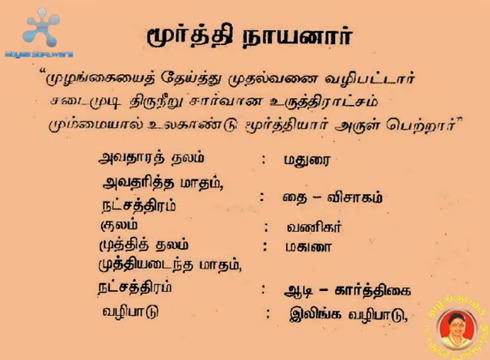 மூர்த்தி நாயனார்
"முழங்கையைத் தேய்த்து முதல்வனை வழிபட்டார்
சடைமுடி திருநீறு சார்வான உருத்திராட்சம்
மும்மையால் உலகாண்டு மூர்த்தியார் அருள் பெற்றார்"
அவதாரத் தலம் : மதுரை
அவதரித்த மாதம்,
நட்சத்திரம் : தை – விசாகம்
குலம் : வணிகர்
முத்தித் தலம் : மதுரை
முத்தியடைந்த மாதம்,
நட்சத்திரம் : ஆடி – கார்த்திகை
வழிபாடு : இலிங்க வழிபாடு,